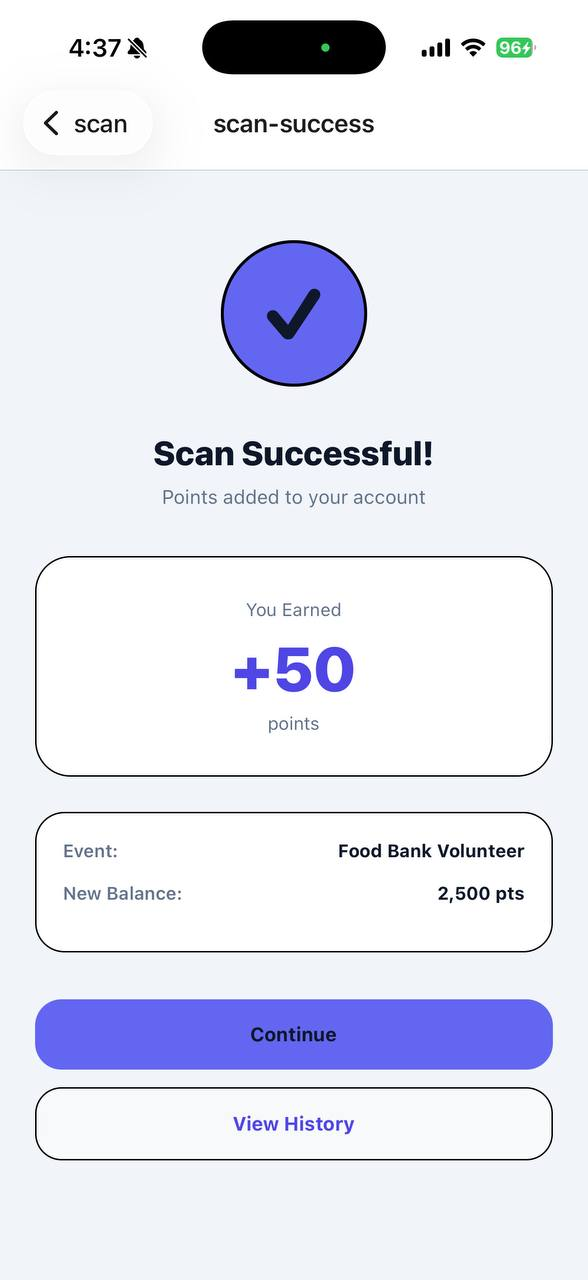 4:37
96
scan
scan-success
Scan Successful!
Points added to your account
You Earned
+50
points
Event: Food Bank Volunteer
New Balance: 2,500 pts
Continue
View History